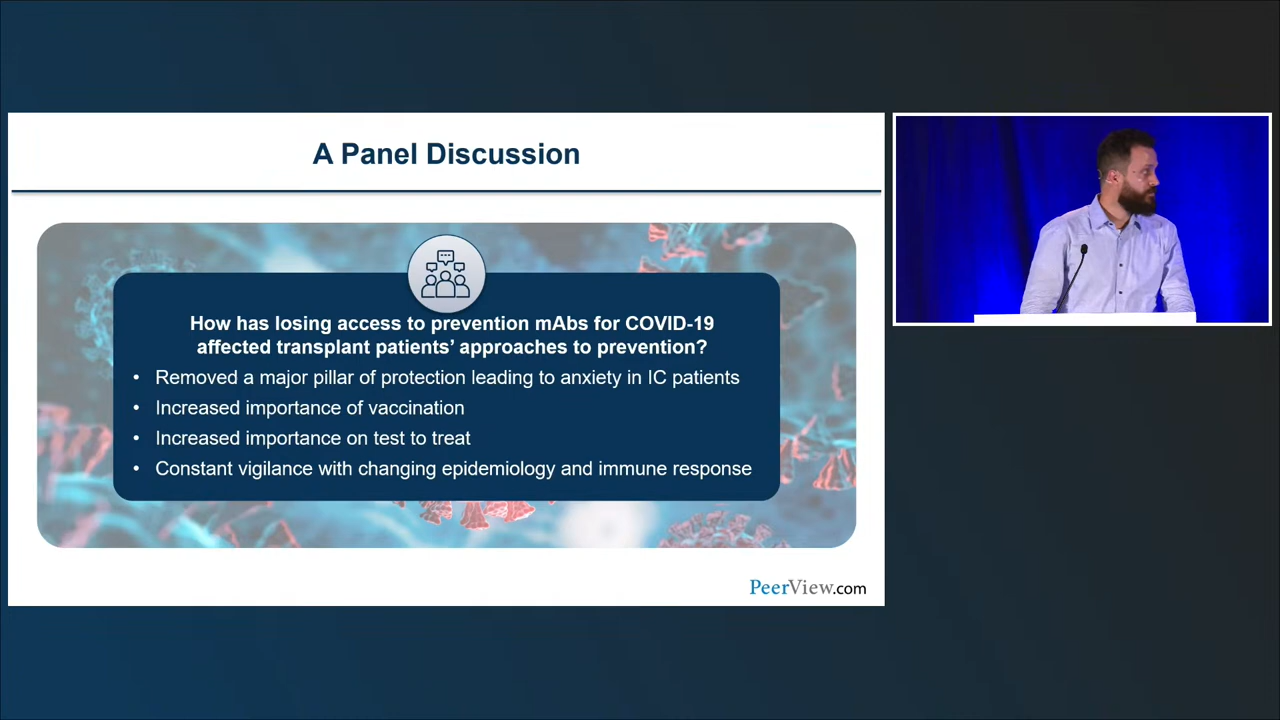 A Panel Discussion
How has losing access to prevention mAbs for COVID-19
affected transplant patients’ approaches to prevention?
• Removed a major pillar of protection leading to anxiety in IC patients
• Increased importance of vaccination
• Increased importance on test to treat
• Constant vigilance with changing epidemiology and immune response
PeerView.com